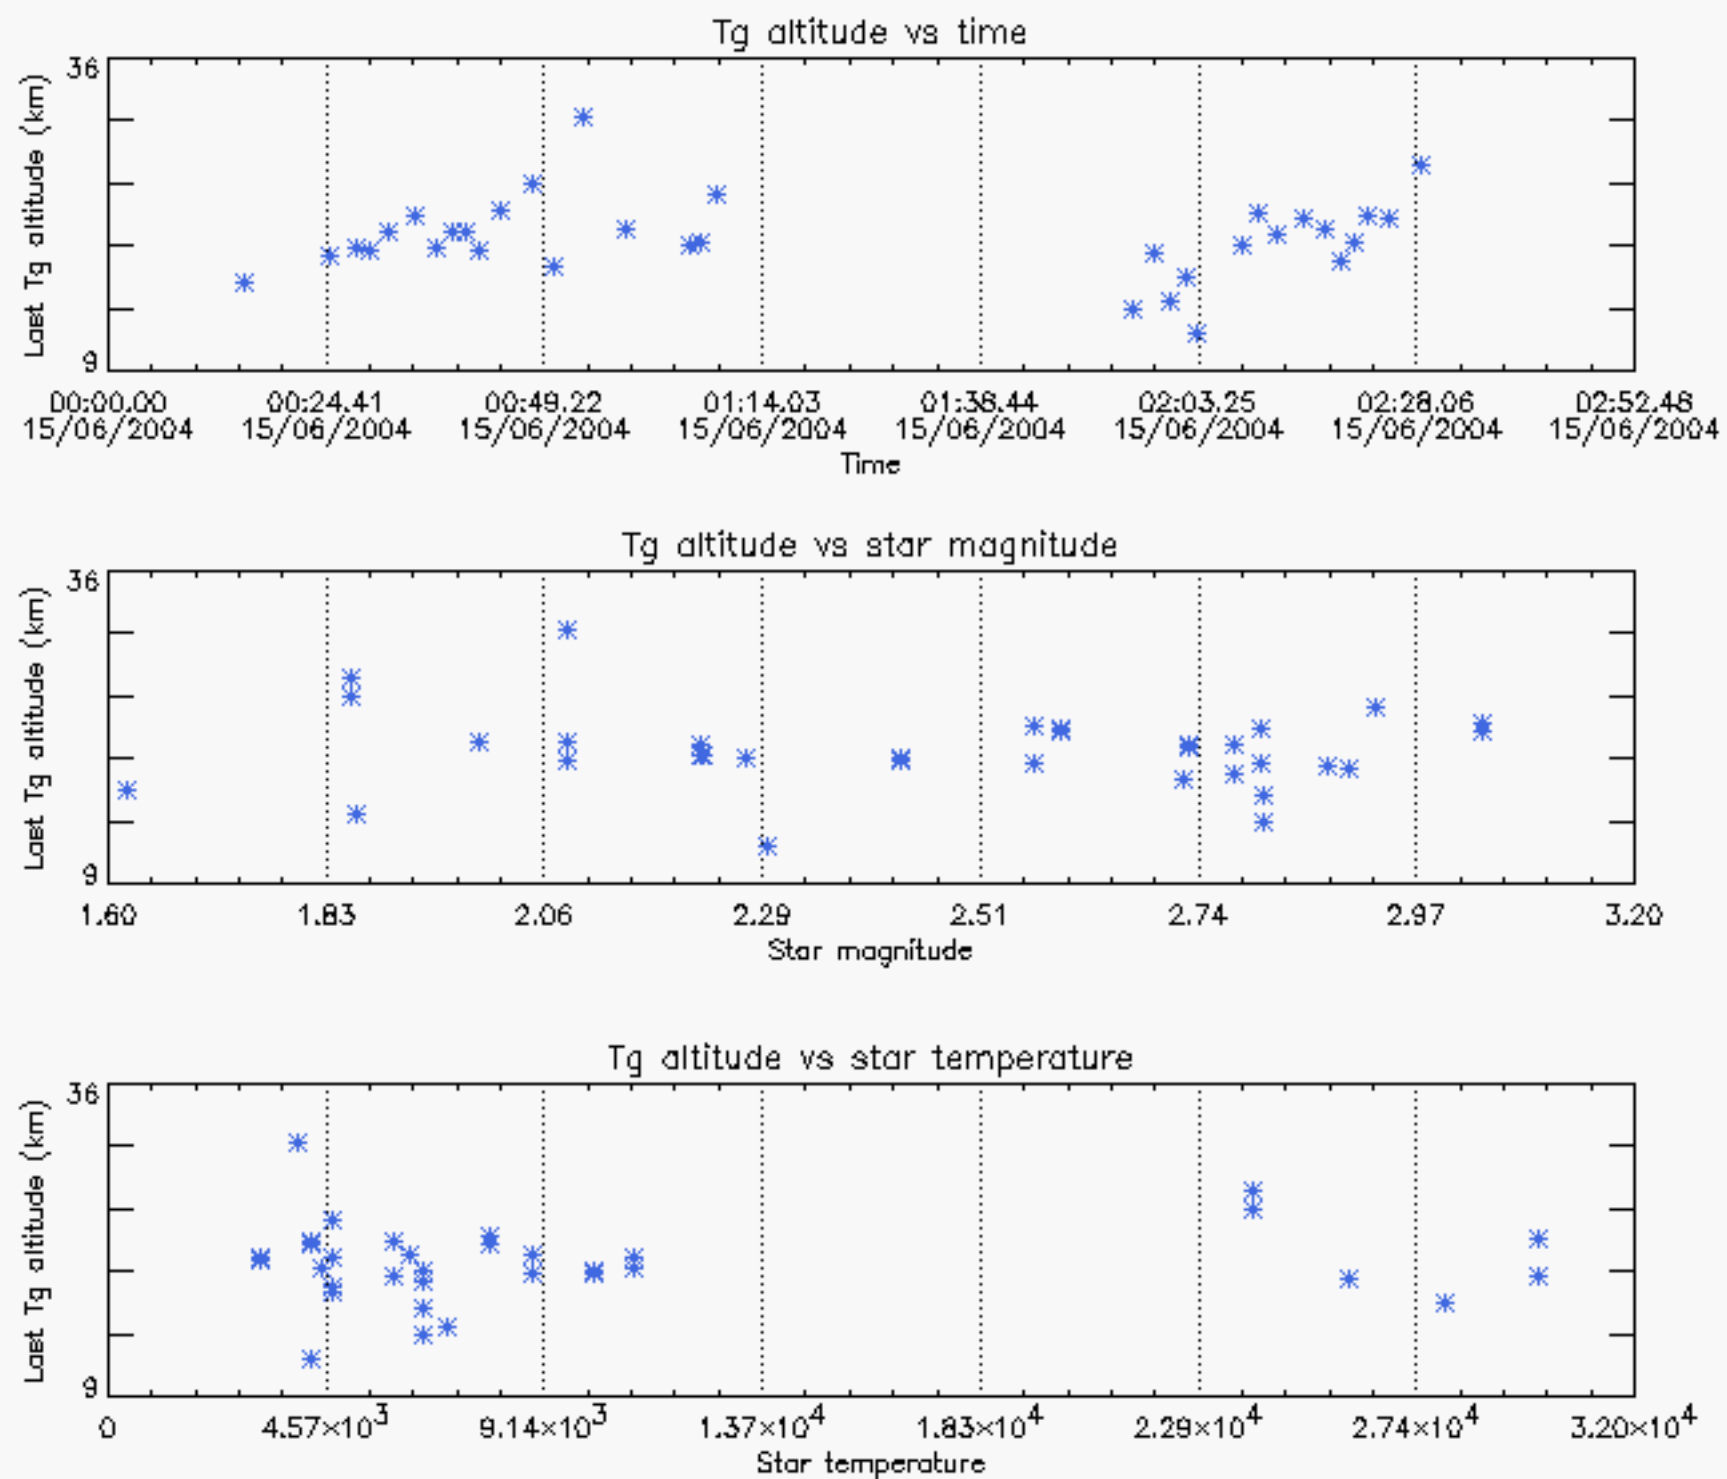 Tg altitude vs time
36
Last Tg altitude (km)
9
00:00.00 00:24.41 00:49.22 01:14.03 01:38.44 02:03.25 02:28.06 02:52.48
15/06/2004 15/06/2004 15/06/2004 15/06/2004 15/06/2004 15/06/2004 15/06/2004 15/06/2004
Time
Tg altitude vs star magnitude
36
Last Tg altitude (km)
9
1.60 1.83 2.06 2.29 2.51 2.74 2.97 3.20
Star magnitude
Tg altitude vs star temperature
36
Last Tg altitude (km)
9
0 4.57×10³ 9.14×10³ 1.37×10⁴ 1.83×10⁴ 2.29×10⁴ 2.74×10⁴ 3.20×10⁴
Star temperature